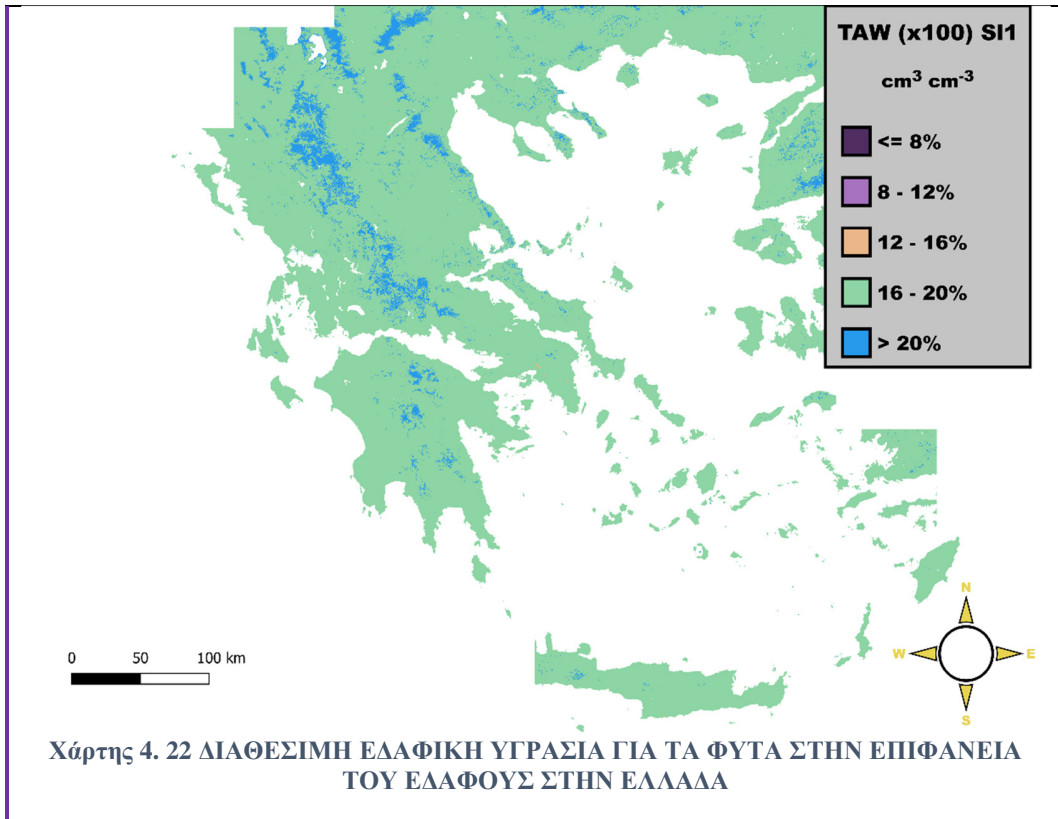 TAW (x100) Sl1
cm³ cm⁻³
<= 8%
8 - 12%
12 - 16%
16 - 20%
> 20%
N
W E
S
0 50 100 km
Χάρτης 4. 22 ΔΙΑΘΕΣΙΜΗ ΕΔΑΦΙΚΗ ΥΓΡΑΣΙΑ ΓΙΑ ΤΑ ΦΥΤΑ ΣΤΗΝ ΕΠΙΦΑΝΕΙΑ
ΤΟΥ ΕΔΑΦΟΥΣ ΣΤΗΝ ΕΛΛΑΔΑ